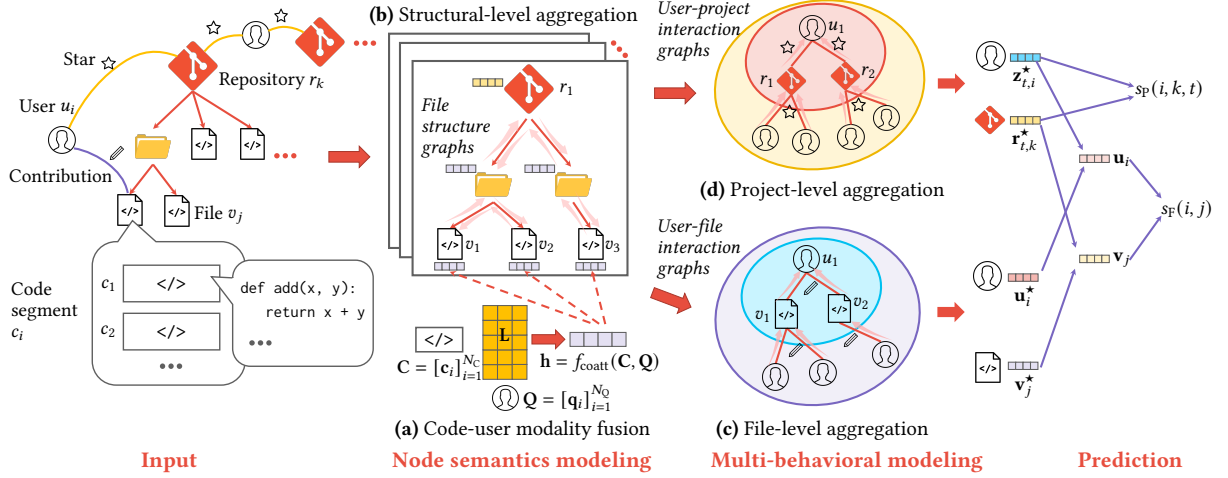 Star
Repository r_k
User u_i
Contribution
File v_j
Code
segment
c_i
c_1
</>
c_2
</>
•••
def add(x, y):
return x + y
•••
Input
(b) Structural-level aggregation
r_1
File
structure
graphs
</> v_1
</> v_2
</> v_3
</>
L
C = [c_i]_{i=1}^{N_C}
h = f_coatt(C, Q)
Q = [q_i]_{i=1}^{N_Q}
(a) Code-user modality fusion
Node semantics modeling
User-project
interaction
graphs
u_1
r_1
r_2
(d) Project-level aggregation
User-file
interaction
graphs
u_1
v_1
</>
v_2
</>
(c) File-level aggregation
Multi-behavioral modeling
z^★_{t,i}
s_P(i, k, t)
r^★_{t,k}
u_i
s_F(i, j)
v_j
u^★_i
</>
v^★_j
Prediction